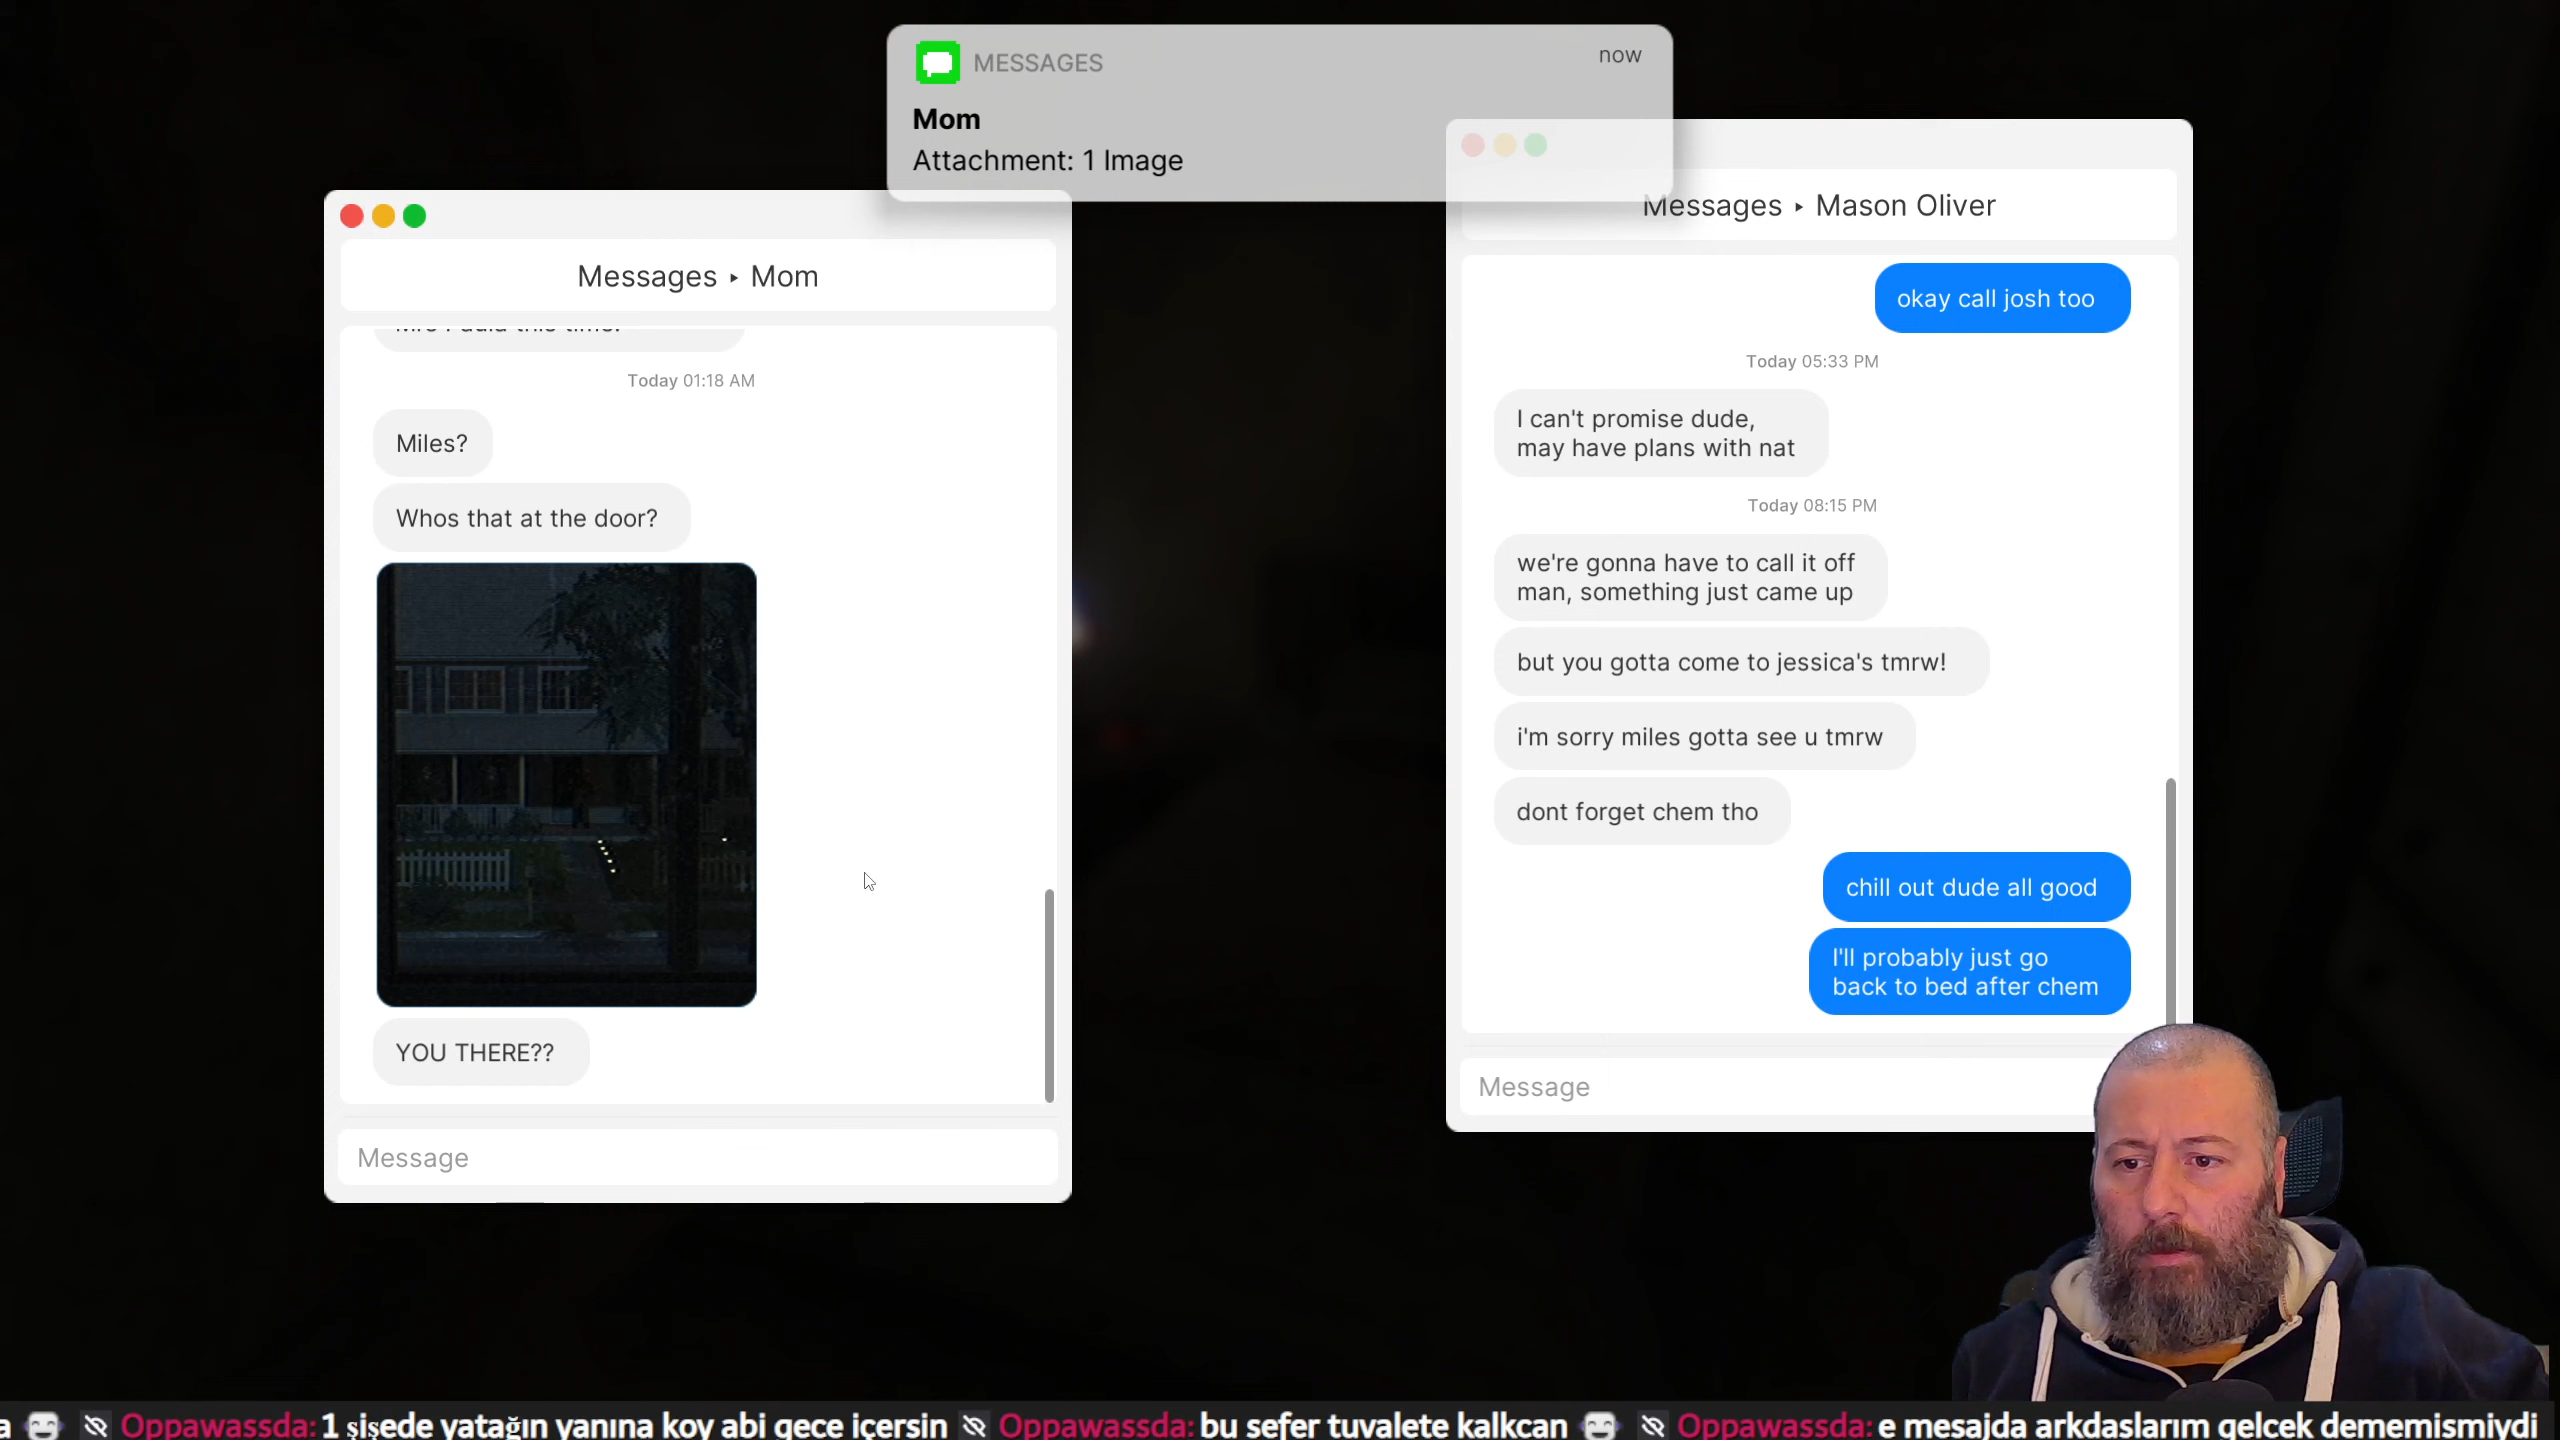 MESSAGES
now
Mom
Attachment: 1 Image
Messages ▸ Mom
Today 01:18 AM
Miles?
Whos that at the door?
YOU THERE??
Message
Messages ▸ Mason Oliver
okay call josh too
Today 05:33 PM
I can't promise dude,
may have plans with nat
Today 08:15 PM
we're gonna have to call it off
man, something just came up
but you gotta come to jessica's tmrw!
i'm sorry miles gotta see u tmrw
dont forget chem tho
chill out dude all good
I'll probably just go
back to bed after chem
Message
a Oppawassda: 1 şişede yatağın yanına koy abi gece içersin Oppawassda: bu sefer tuvalete kalkcan Oppawassda: e mesajda arkdaslarım gelcek dememismiydi